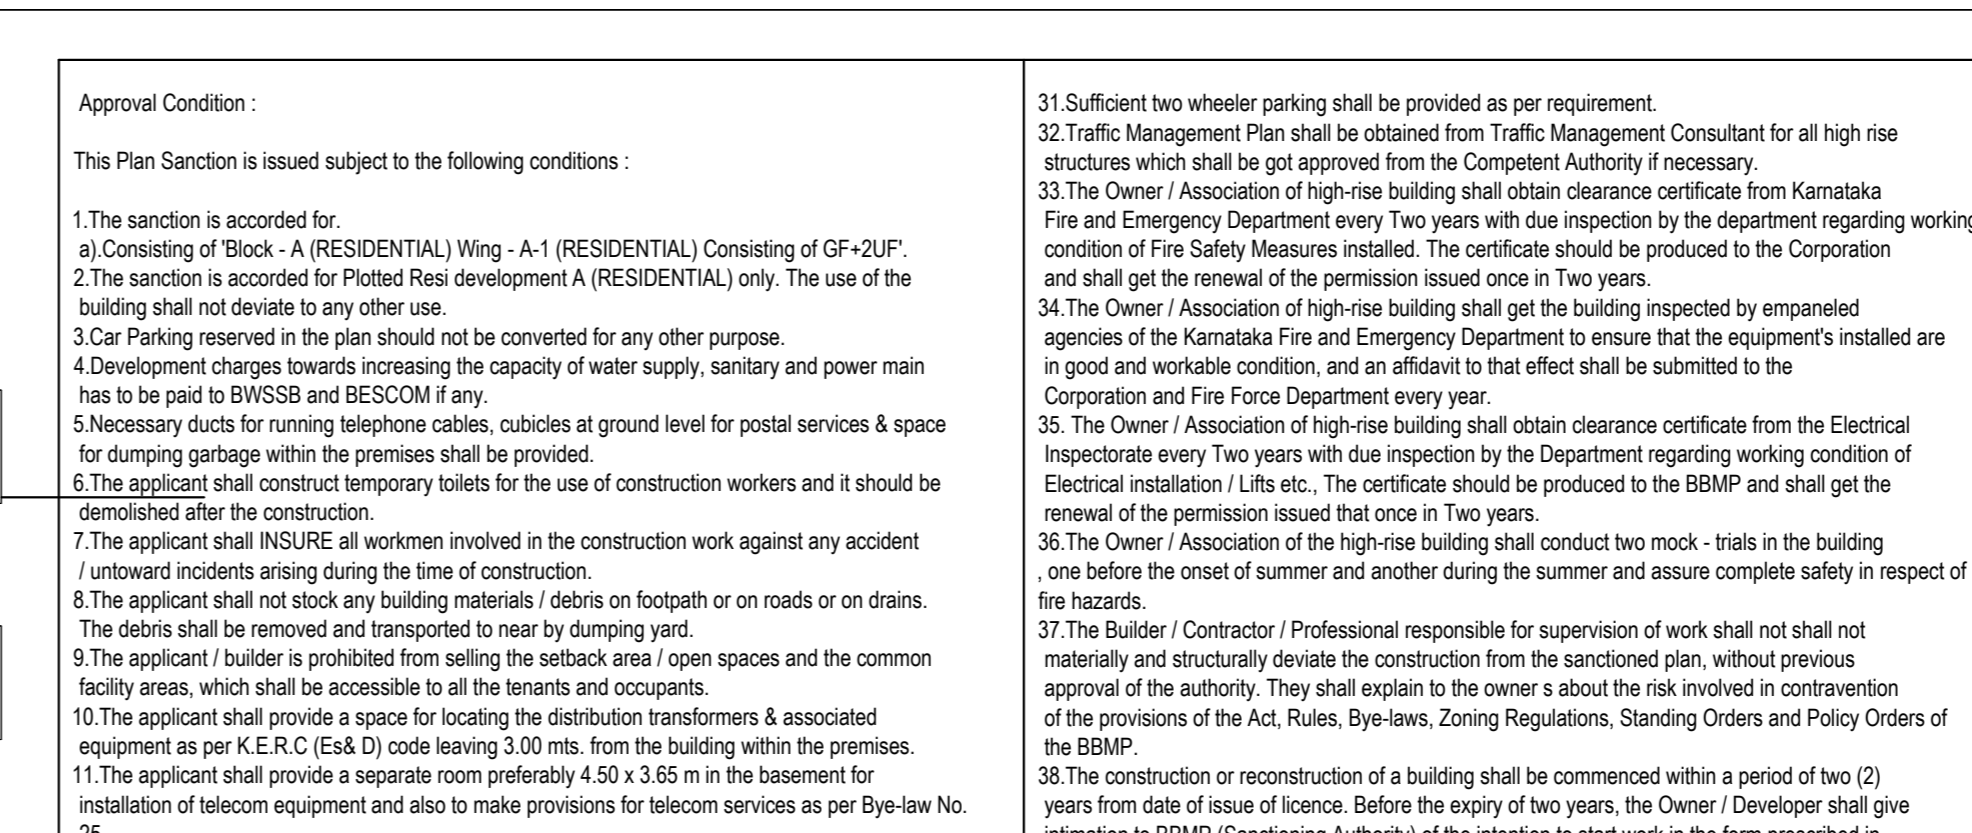 Approval Condition :
This Plan Sanction is issued subject to the following conditions :
1.The sanction is accorded for.
a).Consisting of 'Block - A (RESIDENTIAL) Wing - A-1 (RESIDENTIAL) Consisting of GF+2UF'.
2.The sanction is accorded for Plotted Resi development A (RESIDENTIAL) only. The use of the
building shall not deviate to any other use.
3.Car Parking reserved in the plan should not be converted for any other purpose.
4.Development charges towards increasing the capacity of water supply, sanitary and power main
has to be paid to BWSSB and BESCOM if any.
5.Necessary ducts for running telephone cables, cubicles at ground level for postal services & space
for dumping garbage within the premises shall be provided.
6.The applicant shall construct temporary toilets for the use of construction workers and it should be
demolished after the construction.
7.The applicant shall INSURE all workmen involved in the construction work against any accident
/ untoward incidents arising during the time of construction.
8.The applicant shall not stock any building materials / debris on footpath or on roads or on drains.
The debris shall be removed and transported to near by dumping yard.
9.The applicant / builder is prohibited from selling the setback area / open spaces and the common
facility areas, which shall be accessible to all the tenants and occupants.
10.The applicant shall provide a space for locating the distribution transformers & associated
equipment as per K.E.R.C (Es& D) code leaving 3.00 mts. from the building within the premises.
11.The applicant shall provide a separate room preferably 4.50 x 3.65 m in the basement for
installation of telecom equipment and also to make provisions for telecom services as per Bye-law No.
25
31.Sufficient two wheeler parking shall be provided as per requirement.
32.Traffic Management Plan shall be obtained from Traffic Management Consultant for all high rise
structures which shall be got approved from the Competent Authority if necessary.
33.The Owner / Association of high-rise building shall obtain clearance certificate from Karnataka
Fire and Emergency Department every Two years with due inspection by the department regarding working
condition of Fire Safety Measures installed. The certificate should be produced to the Corporation
and shall get the renewal of the permission issued once in Two years.
34.The Owner / Association of high-rise building shall get the building inspected by empaneled
agencies of the Karnataka Fire and Emergency Department to ensure that the equipment's installed are
in good and workable condition, and an affidavit to that effect shall be submitted to the
Corporation and Fire Force Department every year.
35. The Owner / Association of high-rise building shall obtain clearance certificate from the Electrical
Inspectorate every Two years with due inspection by the Department regarding working condition of
Electrical installation / Lifts etc., The certificate should be produced to the BBMP and shall get the
renewal of the permission issued that once in Two years.
36.The Owner / Association of the high-rise building shall conduct two mock - trials in the building
, one before the onset of summer and another during the summer and assure complete safety in respect of
fire hazards.
37.The Builder / Contractor / Professional responsible for supervision of work shall not shall not
materially and structurally deviate the construction from the sanctioned plan, without previous
approval of the authority. They shall explain to the owner s about the risk involved in contravention
of the provisions of the Act, Rules, Bye-laws, Zoning Regulations, Standing Orders and Policy Orders of
the BBMP.
38.The construction or reconstruction of a building shall be commenced within a period of two (2)
years from date of issue of licence. Before the expiry of two years, the Owner / Developer shall give
intimation to BBMP (Sanctioning Authority) of the intention to start work in the form prescribed in